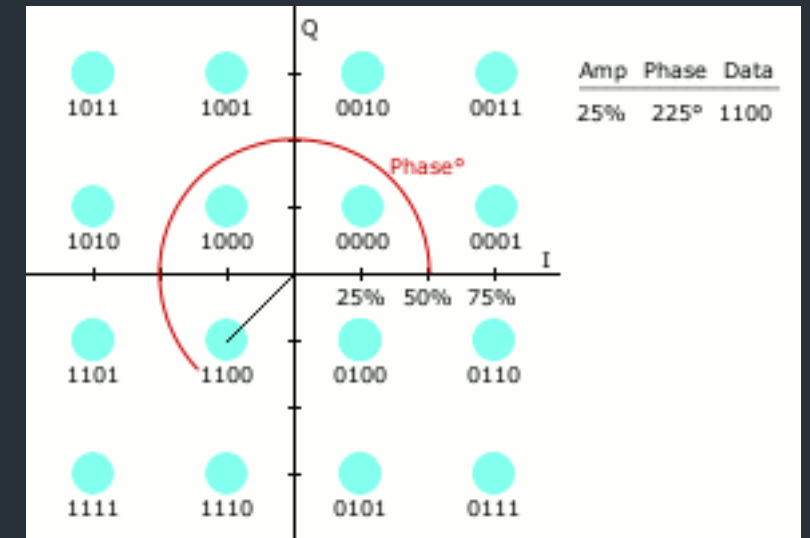 Q
Amp Phase Data
25% 225° 1100
1011 1001 0010 0011
Phase°
1010 1000 0000 0001
I
25% 50% 75%
1101 1100 0100 0110
1111 1110 0101 0111